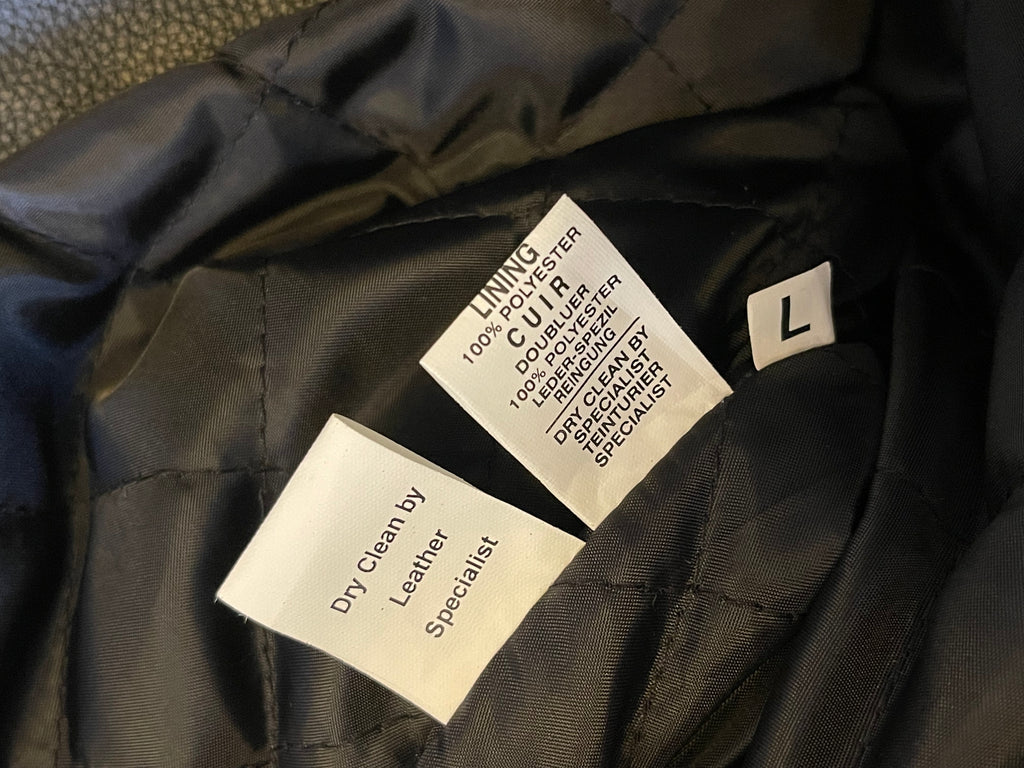 LINING
100% POLYESTER
CUIR
DOUBLUER
100% POLYESTER
LEDER-SPEZIL
REINGUNG
DRY CLEAN BY
SPECIALIST
TEINTURIER
SPECIALIST
L
Dry Clean by
Leather
Specialist